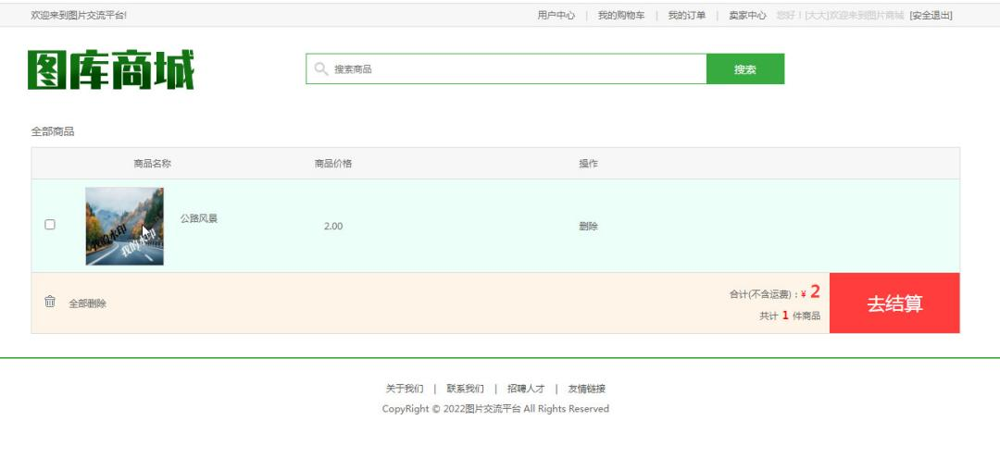 欢迎来到图片交流平台!
用户中心 | 我的购物车 | 我的订单 | 卖家中心 您好！[大大]欢迎来到图片商城 [安全退出]
图库商城
搜索商品
搜索
全部商品
商品名称 商品价格 操作
公路风景
2.00 删除
我的水印
我的水印
全部删除
合计(不含运费)：¥ 2
共计 1 件商品
去结算
关于我们 | 联系我们 | 招聘人才 | 友情链接
CopyRight © 2022图片交流平台 All Rights Reserved